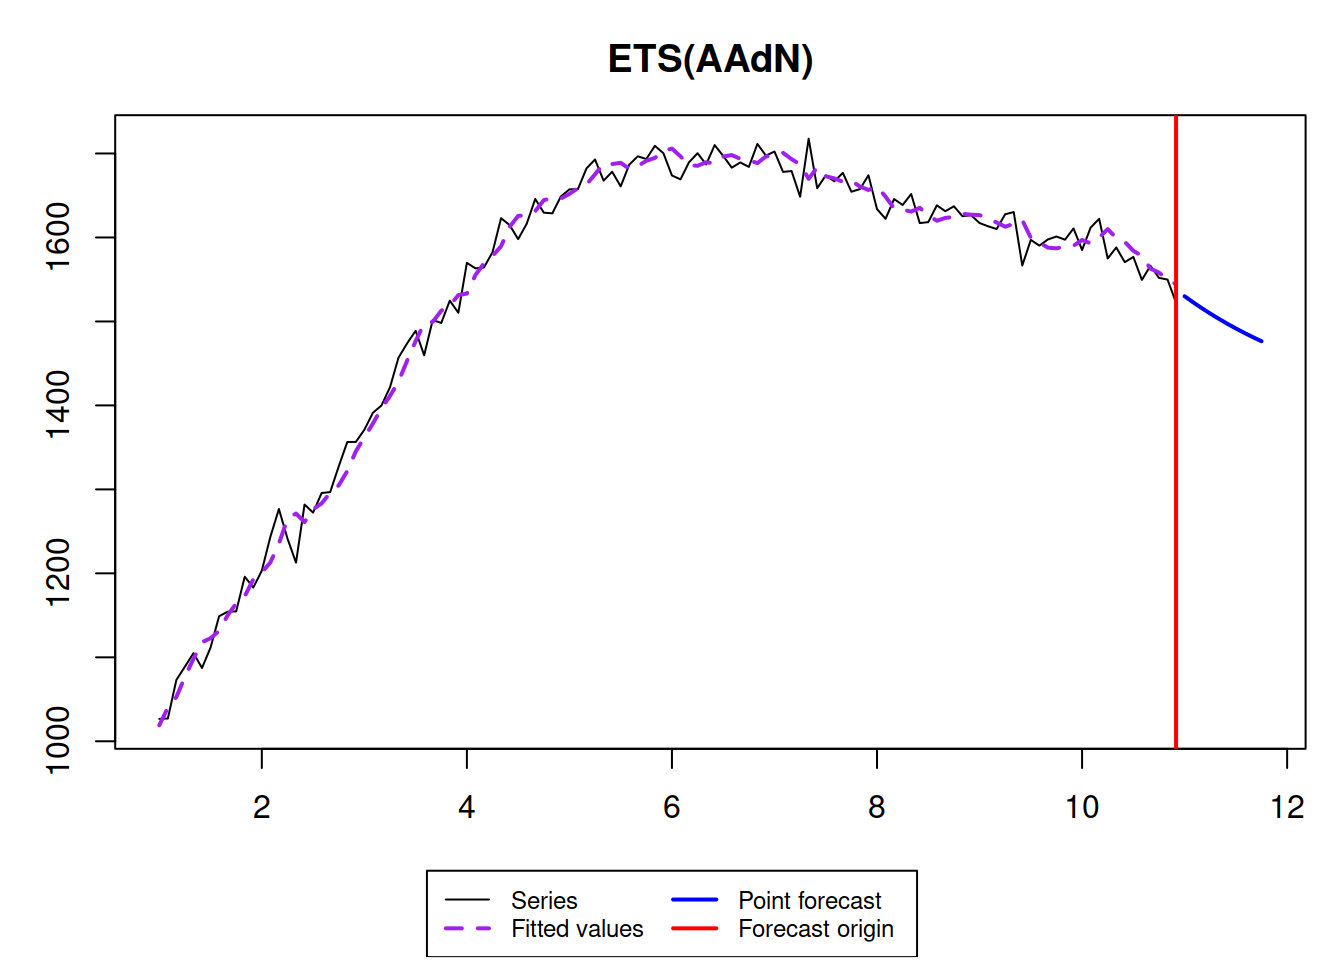 ETS(AAdN)
1600
1400
1200
1000
2 4 6 8 10 12
Series Point forecast
Fitted values Forecast origin